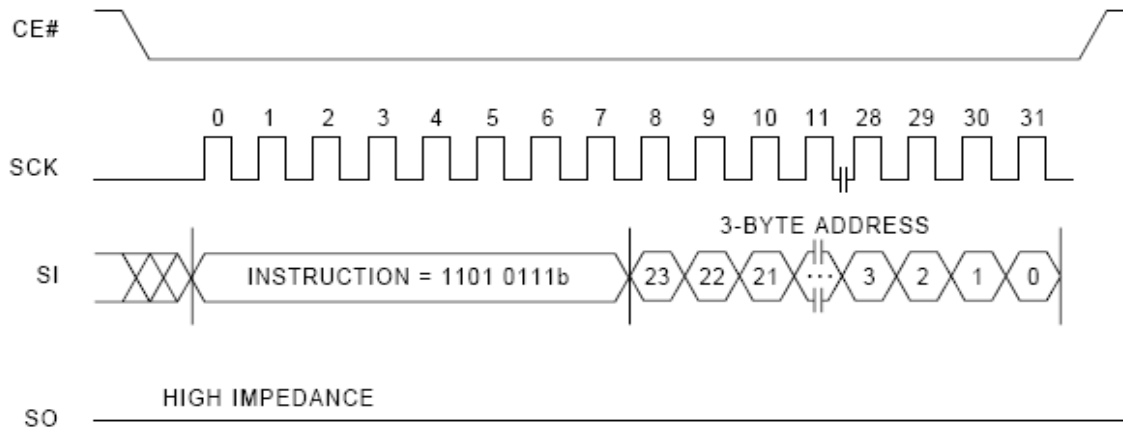 CE#
0 1 2 3 4 5 6 7 8 9 10 11 28 29 30 31
SCK
3-BYTE ADDRESS
SI INSTRUCTION = 1101 0111b 23 22 21 ... 3 2 1 0
HIGH IMPEDANCE
SO